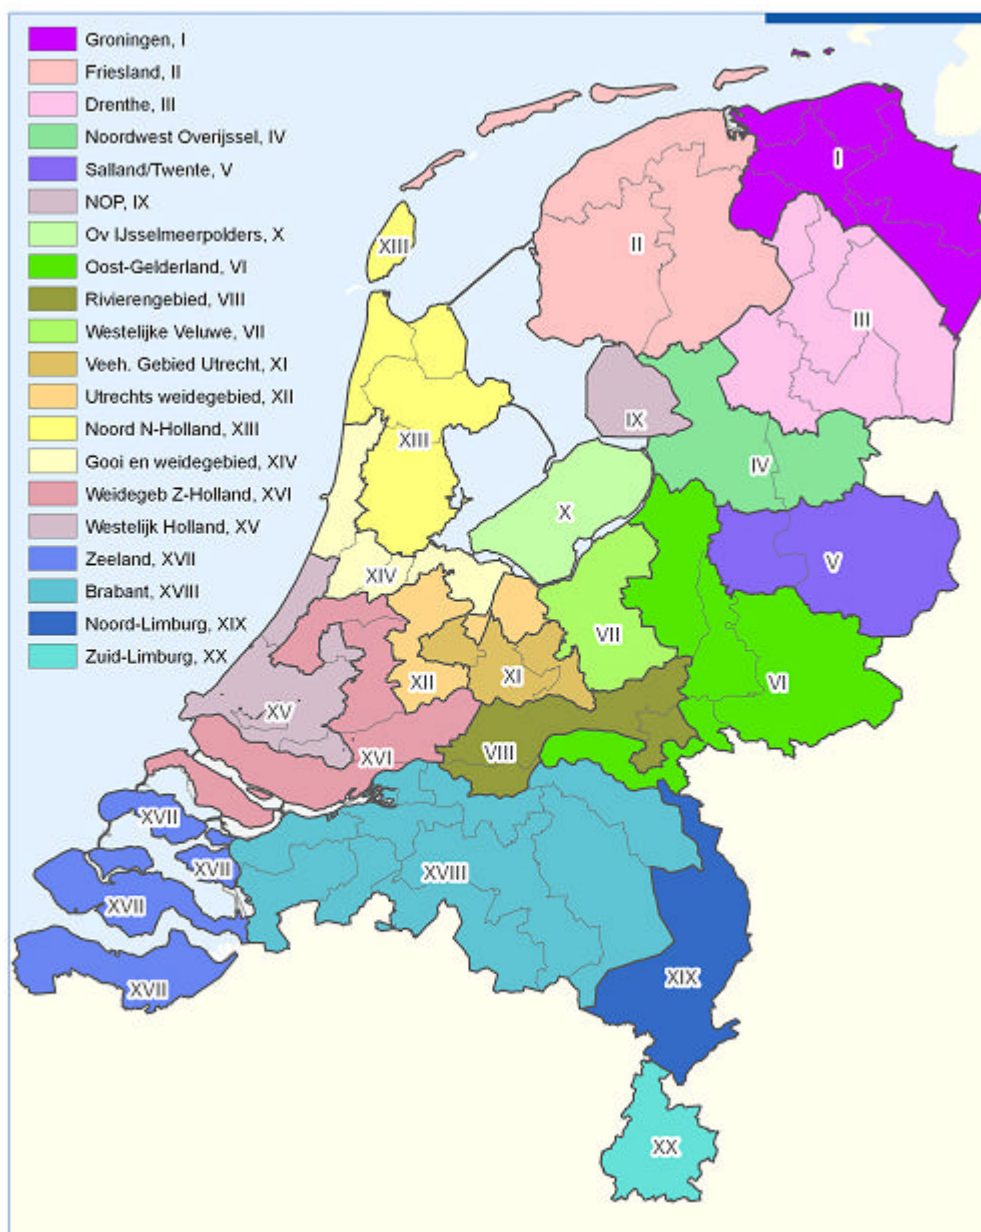 Groningen, I
Friesland, II
Drenthe, III
Noordwest Overijssel, IV
Salland/Twente, V
NOP, IX
Ov IJsselmeerpolders, X
Oost-Gelderland, VI
Rivierengebied, VIII
Westelijke Veluwe, VII
Veeh. Gebied Utrecht, XI
Utrechts weidegebied, XII
Noord N-Holland, XIII
Gooi en weidegebied, XIV
Weidegeb Z-Holland, XVI
Westelijk Holland, XV
Zeeland, XVII
Brabant, XVIII
Noord-Limburg, XIX
Zuid-Limburg, XX
I
XIII
II
III
IX
XIII
IV
X
V
XIV
VII
XI
XII
VI
XV
VIII
XVI
XVII
XVII
XVIII
XVII
XIX
XVII
XX